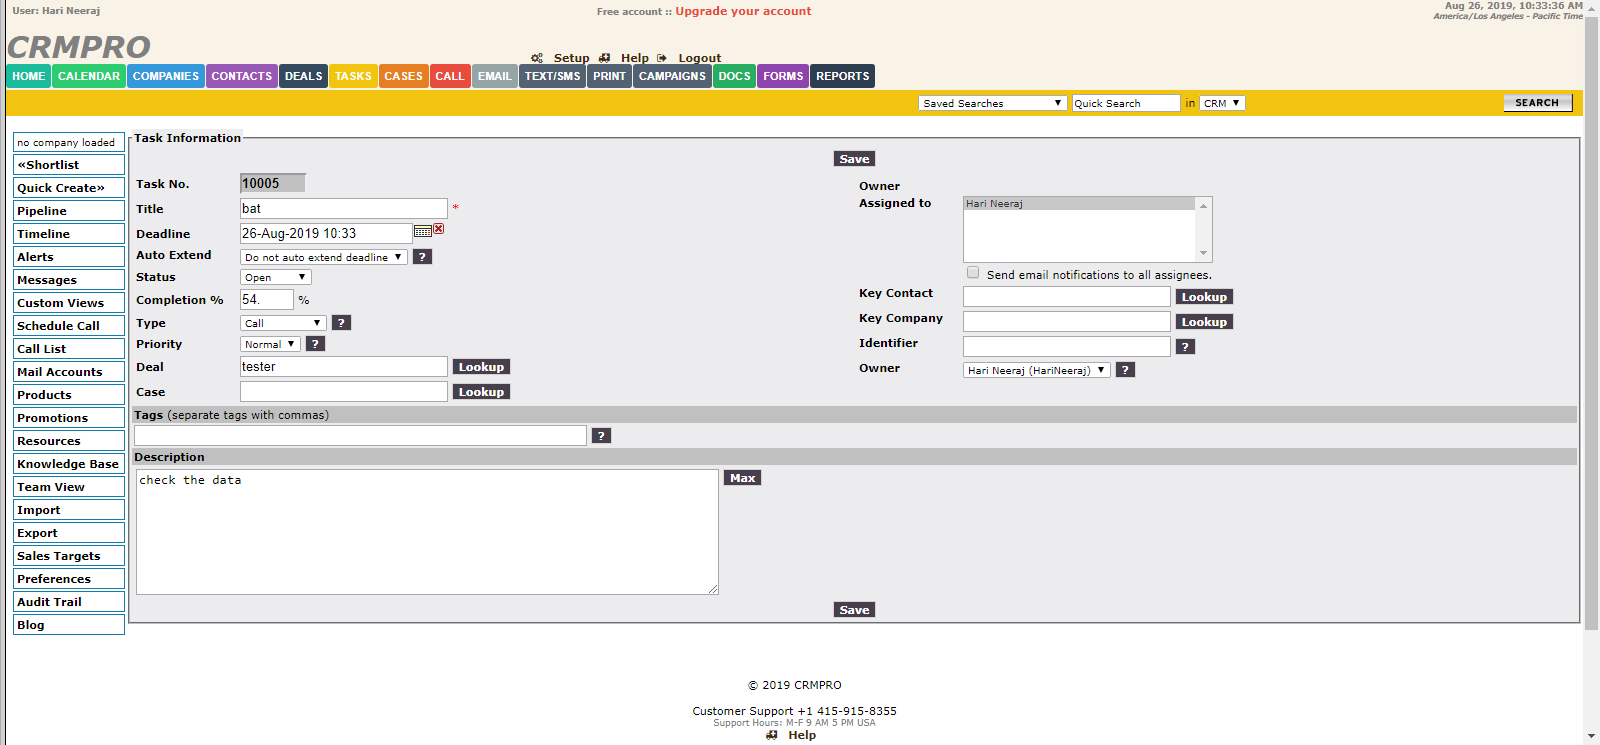 User: Hari Neeraj
Free account :: Upgrade your account
Aug 26, 2019, 10:33:36 AM
America/Los Angeles - Pacific Time
CRMPRO
Setup Help Logout
HOME CALENDAR COMPANIES CONTACTS DEALS TASKS CASES CALL EMAIL TEXT/SMS PRINT CAMPAIGNS DOCS FORMS REPORTS
Saved Searches Quick Search in CRM SEARCH
no company loaded
«Shortlist
Quick Create»
Pipeline
Timeline
Alerts
Messages
Custom Views
Schedule Call
Call List
Mail Accounts
Products
Promotions
Resources
Knowledge Base
Team View
Import
Export
Sales Targets
Preferences
Audit Trail
Blog
Task Information
Save
Task No. 10005
Title bat *
Deadline 26-Aug-2019 10:33
Auto Extend Do not auto extend deadline ?
Status Open
Completion % 54. %
Type Call ?
Priority Normal ?
Deal tester Lookup
Case Lookup
Owner
Assigned to Hari Neeraj
Send email notifications to all assignees.
Key Contact Lookup
Key Company Lookup
Identifier ?
Owner Hari Neeraj (HariNeeraj) ?
Tags (separate tags with commas)
?
Description
check the data
Max
Save
© 2019 CRMPRO
Customer Support +1 415-915-8355
Support Hours: M-F 9 AM 5 PM USA
Help